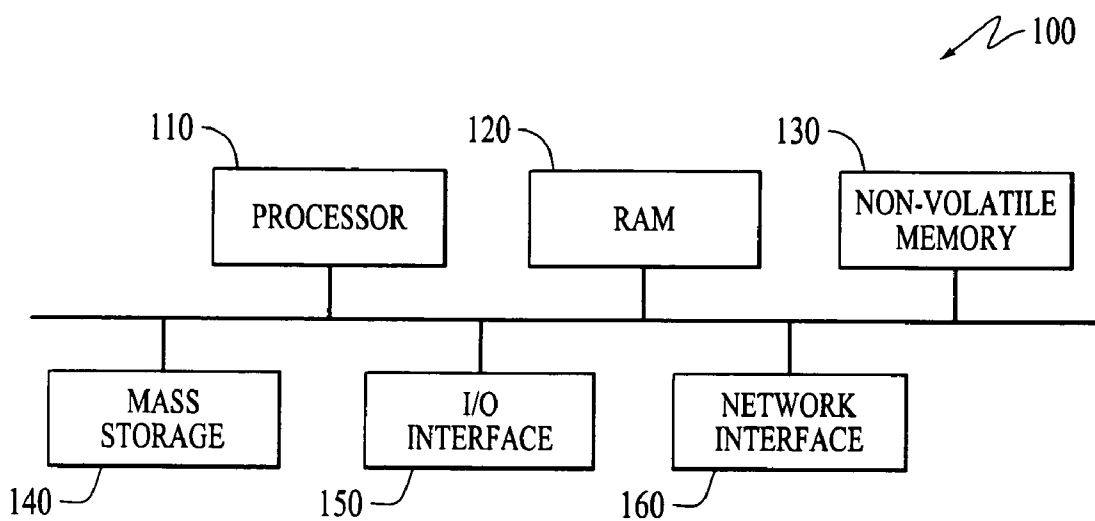 100
110
120
130
PROCESSOR
RAM
NON-VOLATILE
MEMORY
MASS
STORAGE
I/O
INTERFACE
NETWORK
INTERFACE
140
150
160